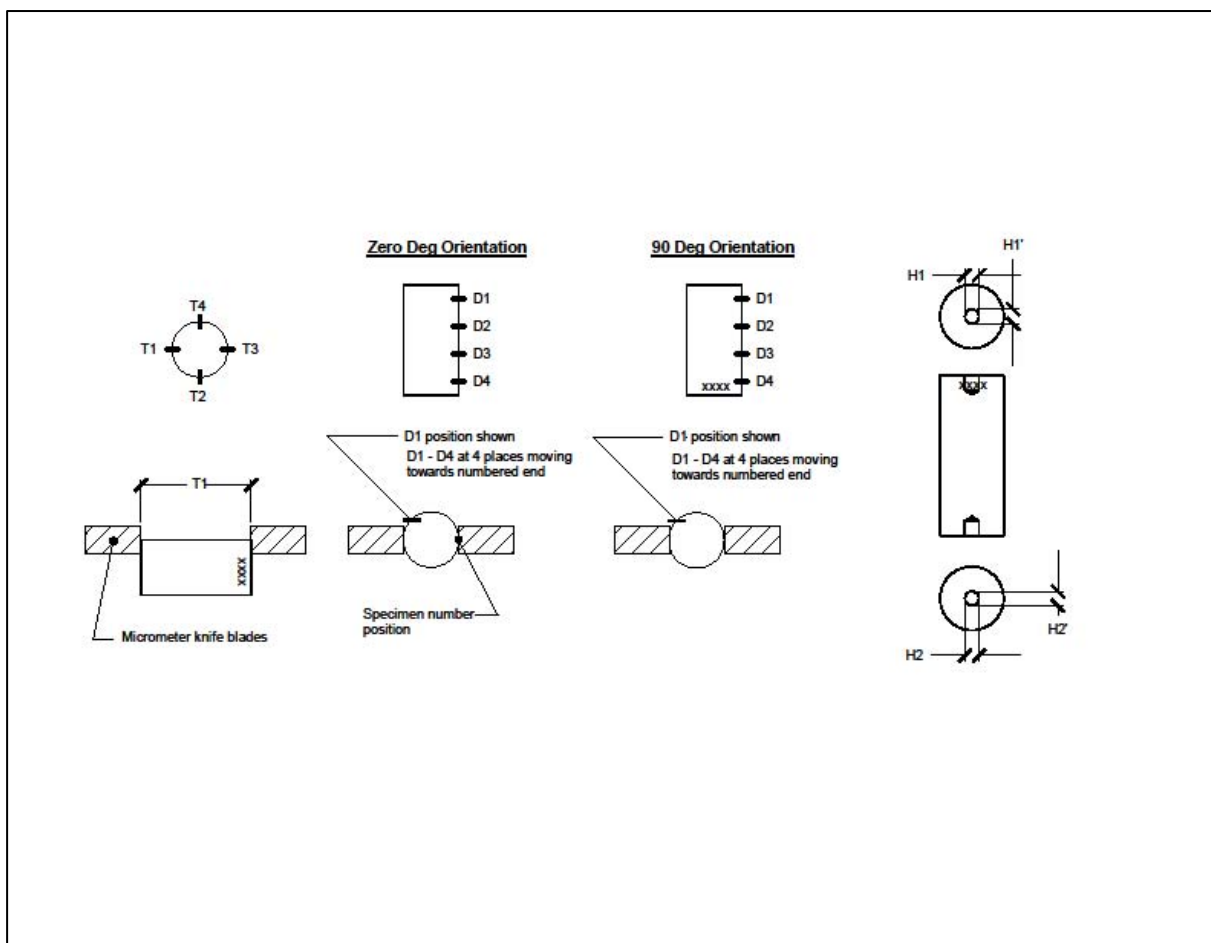 T4
T1
T3
T2
T1
xxxx
Micrometer knife blades
Zero Deg Orientation
D1
D2
D3
D4
D1 position shown
D1 - D4 at 4 places moving
towards numbered end
Specimen number
position
90 Deg Orientation
D1
D2
D3
D4
xxxx
D1 position shown
D1 - D4 at 4 places moving
towards numbered end
H1'
H1
xxxx
H2'
H2